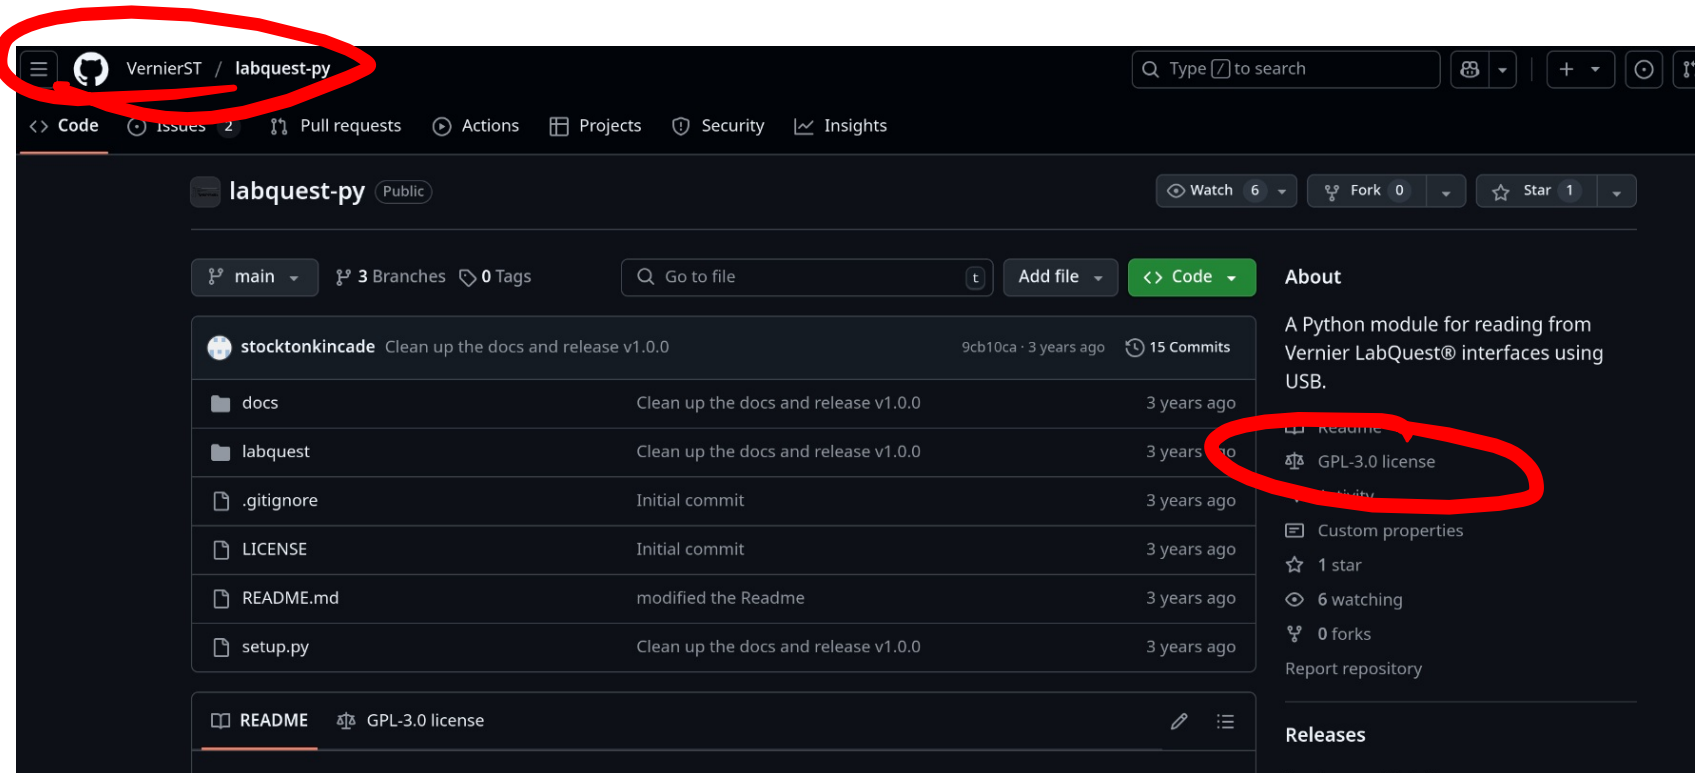 VernierST / labquest-py
Type / to search
Code Issues 2 Pull requests Actions Projects Security Insights
labquest-py Public
Watch 6 Fork 0 Star 1
main 3 Branches 0 Tags Go to file t Add file Code
stocktonkincade Clean up the docs and release v1.0.0 9cb10ca · 3 years ago 15 Commits
docs Clean up the docs and release v1.0.0 3 years ago
labquest Clean up the docs and release v1.0.0 3 years ago
.gitignore Initial commit 3 years ago
LICENSE Initial commit 3 years ago
README.md modified the Readme 3 years ago
setup.py Clean up the docs and release v1.0.0 3 years ago
README GPL-3.0 license
About
A Python module for reading from
Vernier LabQuest® interfaces using
USB.
Readme
GPL-3.0 license
Activity
Custom properties
1 star
6 watching
0 forks
Report repository
Releases